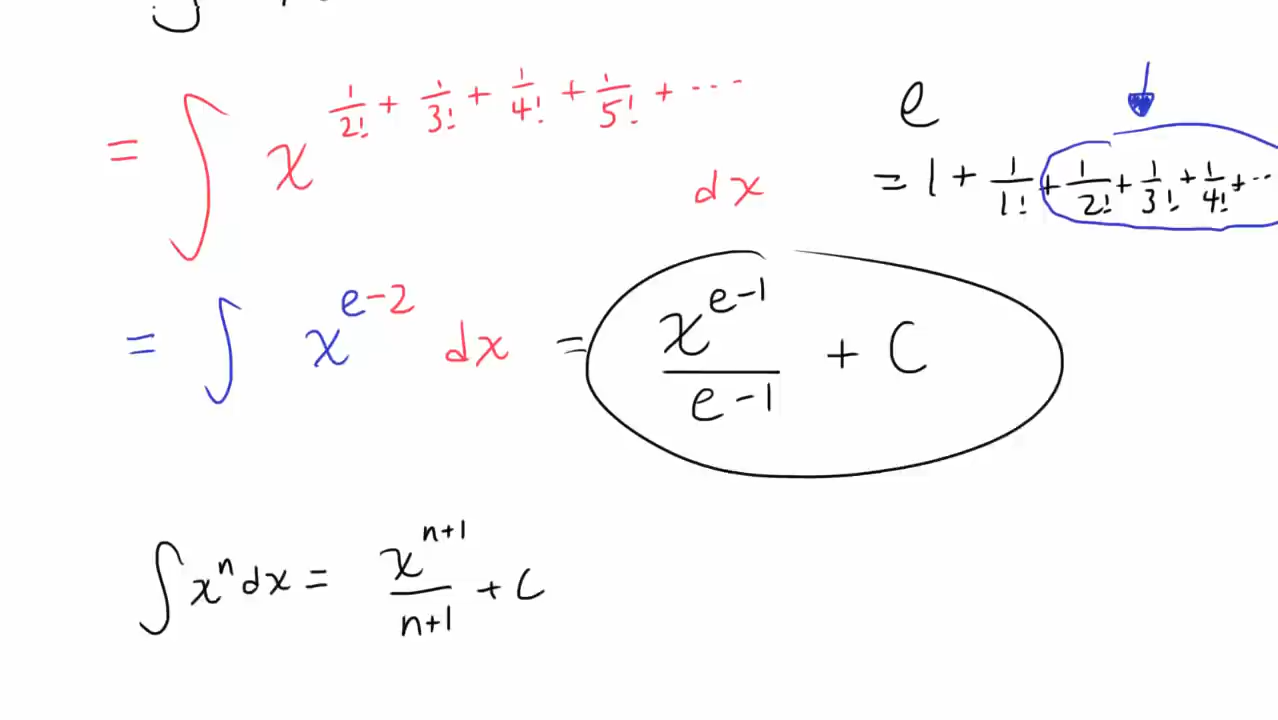 = ∫ x^{1/2! + 1/3! + 1/4! + 1/5! + ...} dx
e
= 1 + 1/1! + 1/2! + 1/3! + 1/4! + ...
= ∫ x^{e-2} dx = x^{e-1}/(e-1) + C
∫ x^n dx = x^{n+1}/(n+1) + C